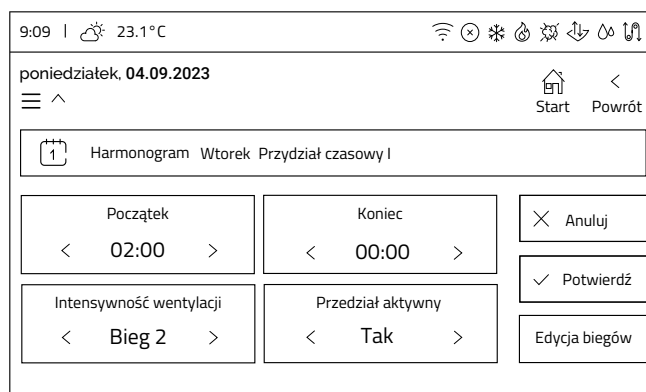 9:09 | 23.1°C
poniedziałek, 04.09.2023
Start Powrót
1 Harmonogram Wtorek Przydział czasowy I
Początek
< 02:00 >
Koniec
< 00:00 >
Anuluj
Potwierdź
Intensywność wentylacji
< Bieg 2 >
Przedział aktywny
< Tak >
Edycja biegów